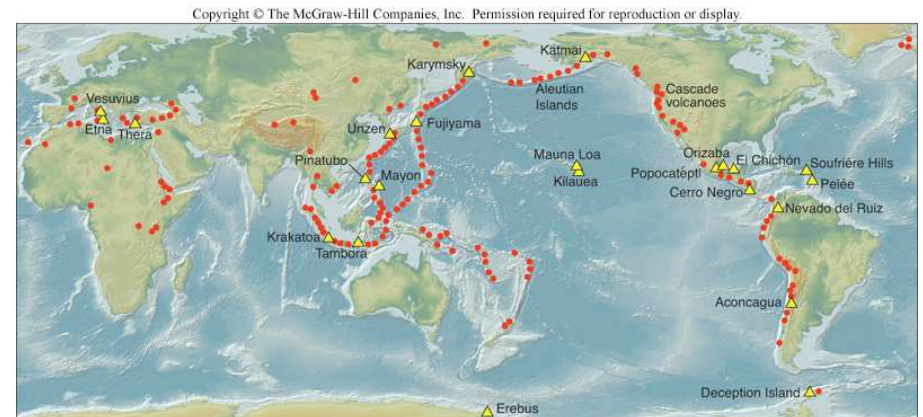 Copyright © The McGraw-Hill Companies, Inc. Permission required for reproduction or display.
Katmai
Karymsky
Aleutian
Islands
Cascade
volcanoes
Vesuvius
Etna
Thera
Unzen
Fujiyama
Pinatubo
Mayon
Mauna Loa
Kilauea
Orizaba
El Chichón
Popocatéptl
Soufriére Hills
Cerro Negro
Pelée
Nevado del Ruiz
Krakatoa
Tambora
Aconcagua
Deception Island
Erebus